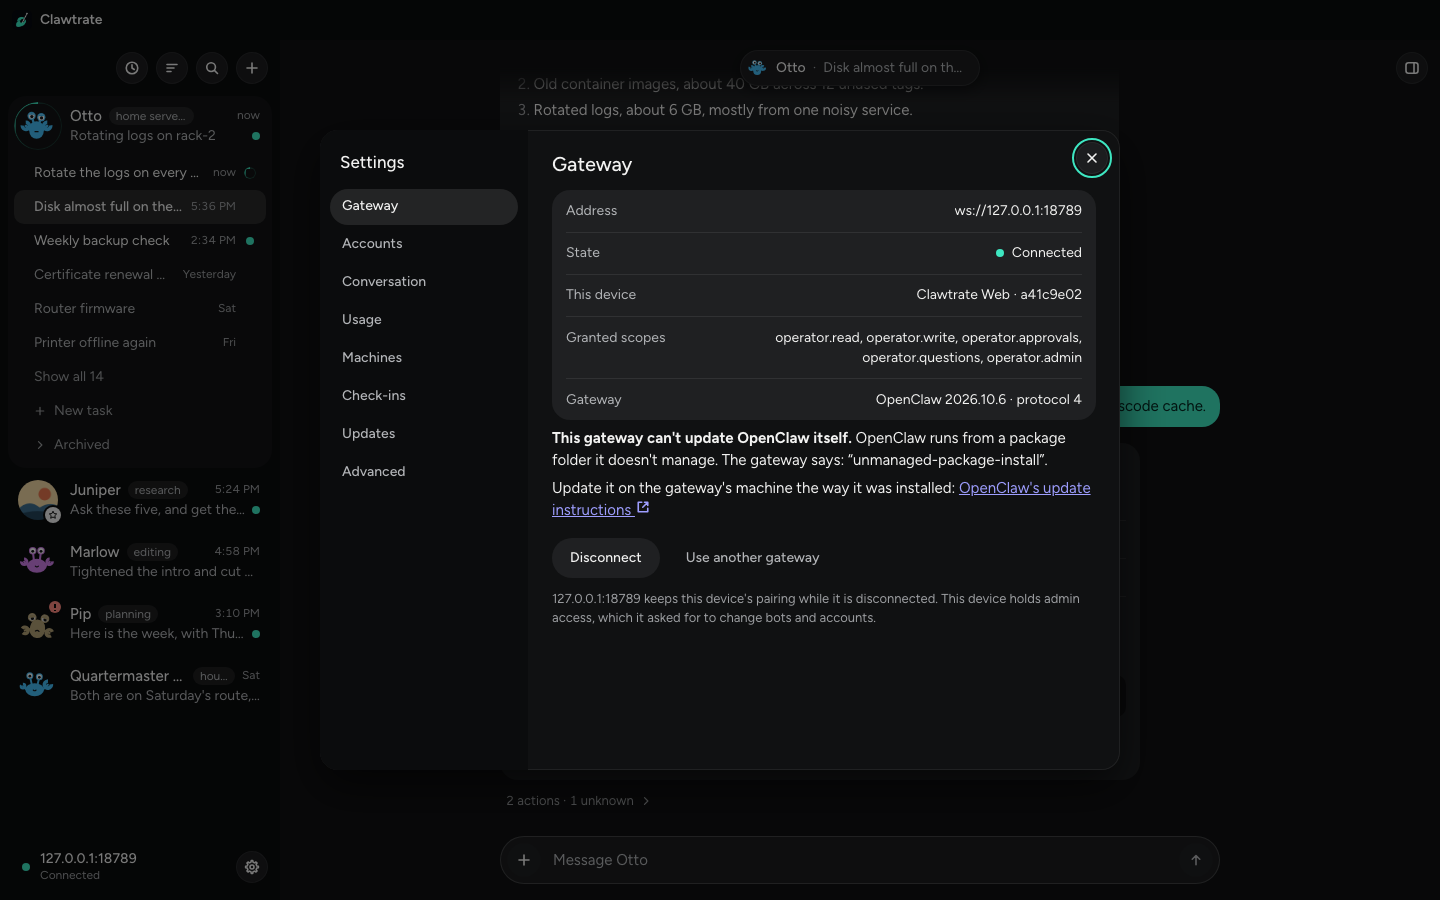 Clawtrate
Otto · Disk almost full on th...
Otto home serve... now
Rotating logs on rack-2
Rotate the logs on every ... now
Disk almost full on the... 5:36 PM
Weekly backup check 2:34 PM
Certificate renewal ... Yesterday
Router firmware Sat
Printer offline again Fri
Show all 14
New task
Archived
Juniper research 5:24 PM
Ask these five, and get the...
Marlow editing 4:58 PM
Tightened the intro and cut ...
Pip planning 3:10 PM
Here is the week, with Thu...
Quartermaster ... hou... Sat
Both are on Saturday's route,...
127.0.0.1:18789
Connected
2. Old container images, about 40 GB across 12 unused tags.
3. Rotated logs, about 6 GB, mostly from one noisy service.
Settings
Gateway
Accounts
Conversation
Usage
Machines
Check-ins
Updates
Advanced
Gateway
Address ws://127.0.0.1:18789
State Connected
This device Clawtrate Web · a41c9e02
Granted scopes operator.read, operator.write, operator.approvals,
operator.questions, operator.admin
Gateway OpenClaw 2026.10.6 · protocol 4
This gateway can't update OpenClaw itself. OpenClaw runs from a package
folder it doesn't manage. The gateway says: “unmanaged-package-install”.
Update it on the gateway's machine the way it was installed: OpenClaw's update
instructions
Disconnect Use another gateway
127.0.0.1:18789 keeps this device's pairing while it is disconnected. This device holds admin
access, which it asked for to change bots and accounts.
scode cache.
2 actions · 1 unknown
Message Otto